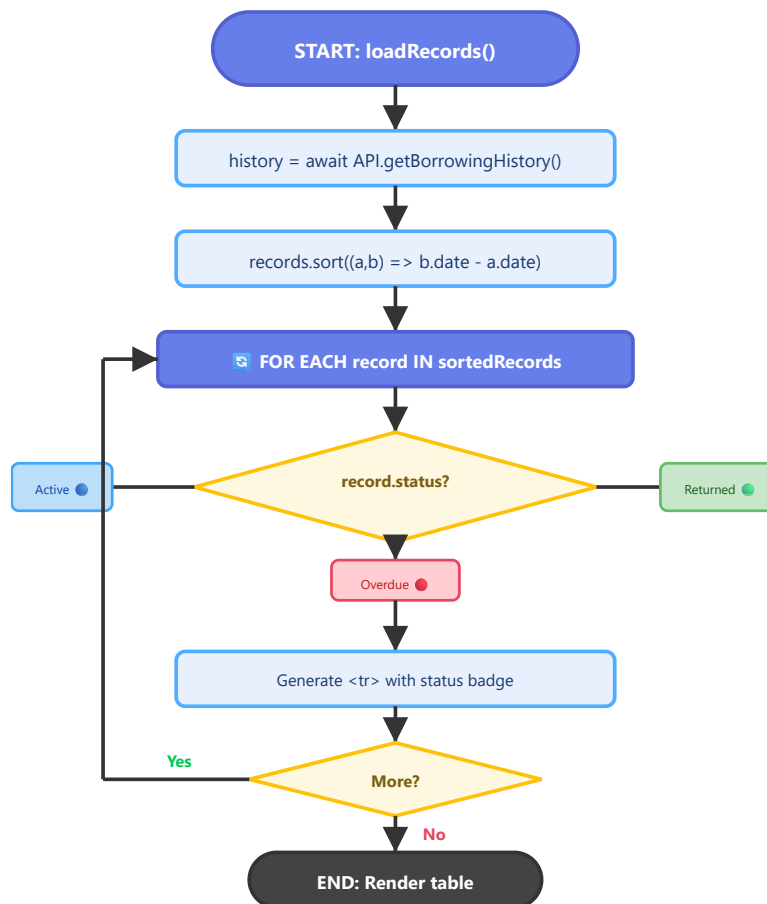 START: loadRecords()
history = await API.getBorrowingHistory()
records.sort((a,b) => b.date - a.date)
🔄 FOR EACH record IN sortedRecords
record.status?
Active 🔵
Returned 🟢
Overdue 🔴
Generate <tr> with status badge
Yes
More?
No
END: Render table